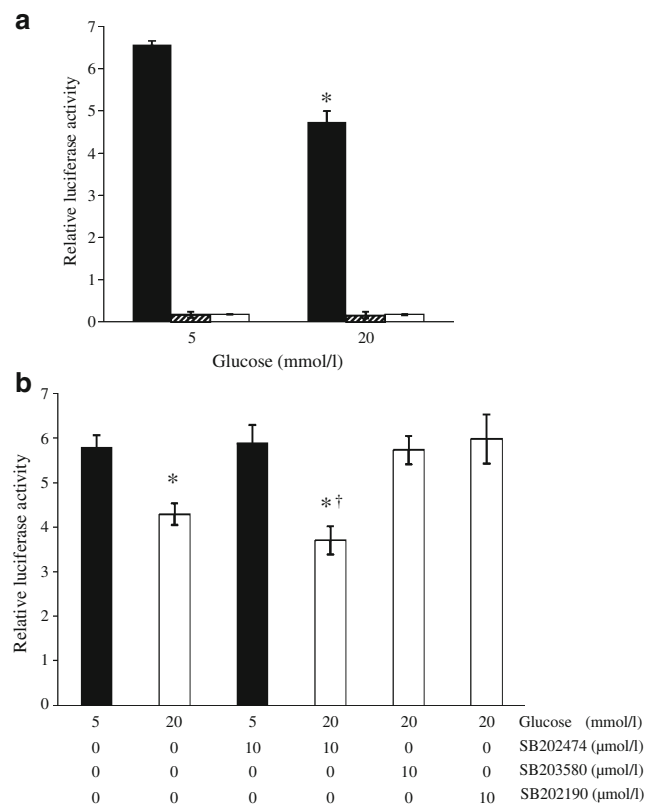 a
7
6
5
4
3
2
1
0
Relative luciferase activity
*
5 20
Glucose (mmol/l)
b
7
6
5
4
3
2
1
0
Relative luciferase activity
*
*†
5 20 5 20 20 20 Glucose (mmol/l)
0 0 10 10 0 0 SB202474 (µmol/l)
0 0 0 0 10 0 SB203580 (µmol/l)
0 0 0 0 0 10 SB202190 (µmol/l)